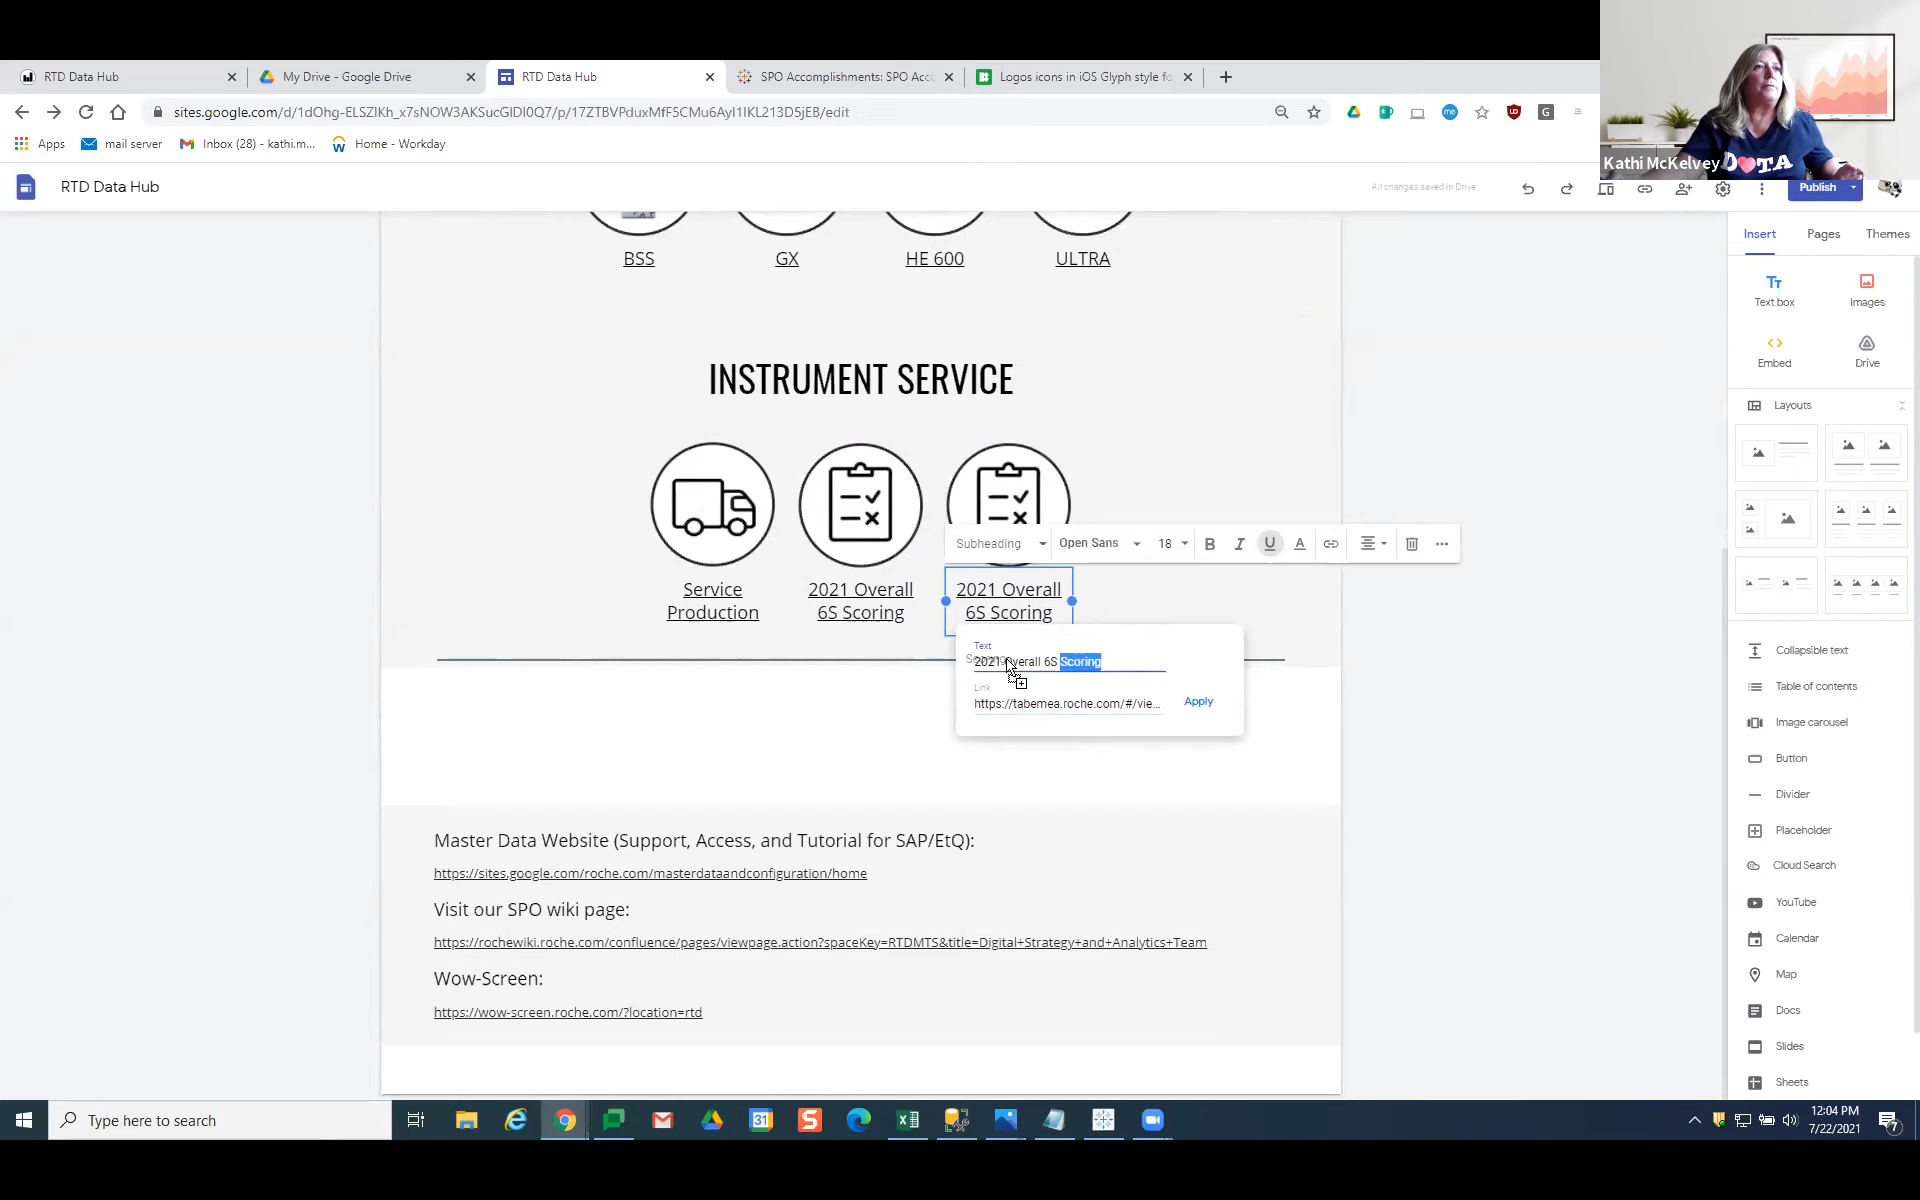 RTD Data Hub
My Drive - Google Drive
RTD Data Hub
SPO Accomplishments: SPO Acc
Logos icons in iOS Glyph style fo
sites.google.com/d/1dOhg-ELSZIKh_x7sNOW3AKSucGIDI0Q7/p/17ZTBVPduxMfF5CMu6AyI1IKL213D5jEB/edit
Apps
mail server
Inbox (28) - kathi.m...
Home - Workday
Kathi McKelvey
RTD Data Hub
All changes saved in Drive
Publish
BSS
GX
HE 600
ULTRA
INSTRUMENT SERVICE
Subheading
Open Sans
18
Service
Production
2021 Overall
6S Scoring
2021 Overall
6S Scoring
Text
2021 Overall 6S Scoring
Link
https://tabemea.roche.com/#/vie...
Apply
Master Data Website (Support, Access, and Tutorial for SAP/EtQ):
https://sites.google.com/roche.com/masterdataandconfiguration/home
Visit our SPO wiki page:
https://rochewiki.roche.com/confluence/pages/viewpage.action?spaceKey=RTDMTS&title=Digital+Strategy+and+Analytics+Team
Wow-Screen:
https://wow-screen.roche.com/?location=rtd
Insert
Pages
Themes
Text box
Images
Embed
Drive
Layouts
Collapsible text
Table of contents
Image carousel
Button
Divider
Placeholder
Cloud Search
YouTube
Calendar
Map
Docs
Slides
Sheets
Type here to search
12:04 PM
7/22/2021